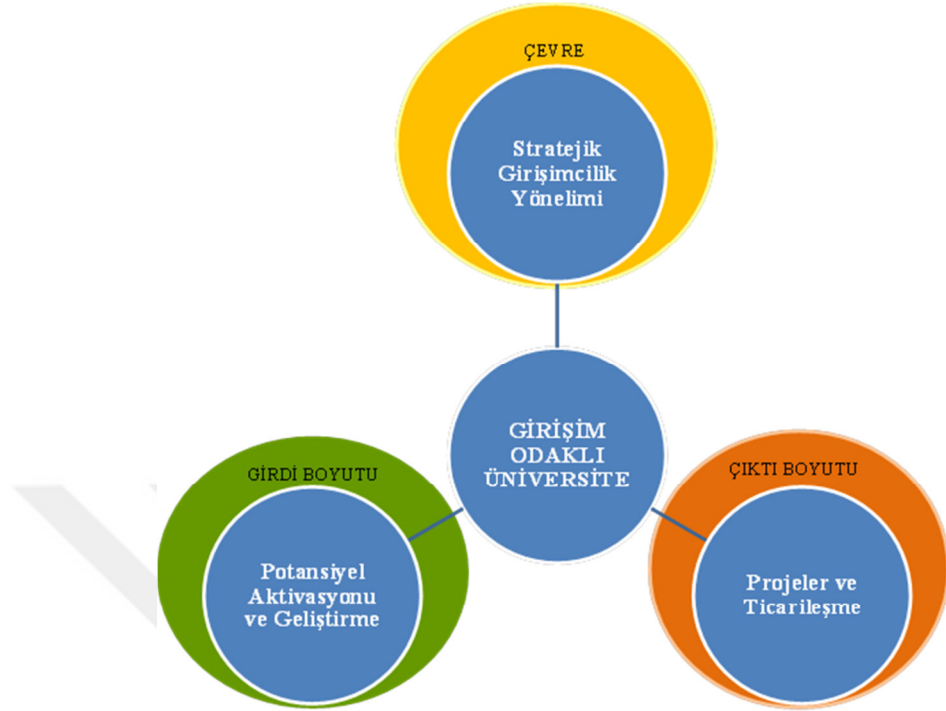 ÇEVRE
Stratejik
Girişimcilik
Yönelimi
GİRİŞİM
ODAKLI
ÜNİVERSİTE
GİRDİ BOYUTU
Potansiyel
Aktivasyonu
ve Geliştirme
ÇIKTI BOYUTU
Projeler ve
Ticarileşme